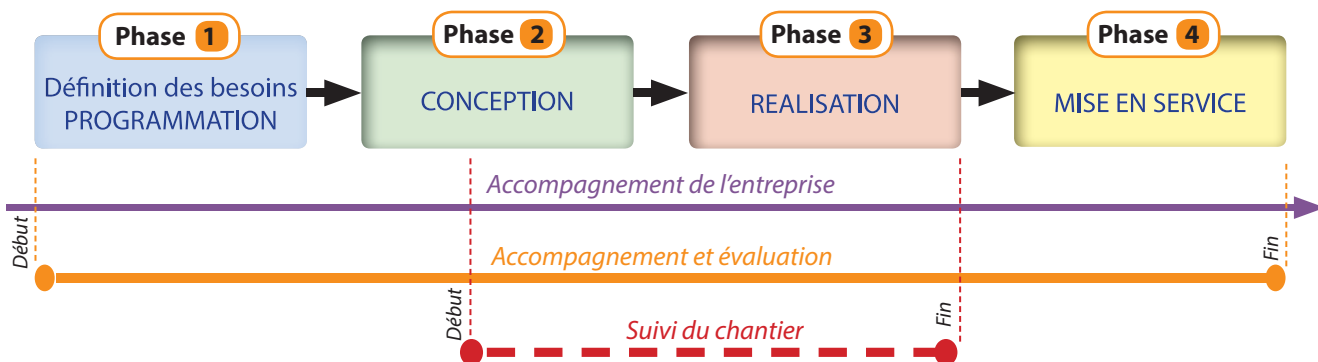 Phase 1
Phase 2
Phase 3
Phase 4
Définition des besoins
PROGRAMMATION
CONCEPTION
REALISATION
MISE EN SERVICE
Accompagnement de l'entreprise
Début
Accompagnement et évaluation
Fin
Début
Suivi du chantier
Fin